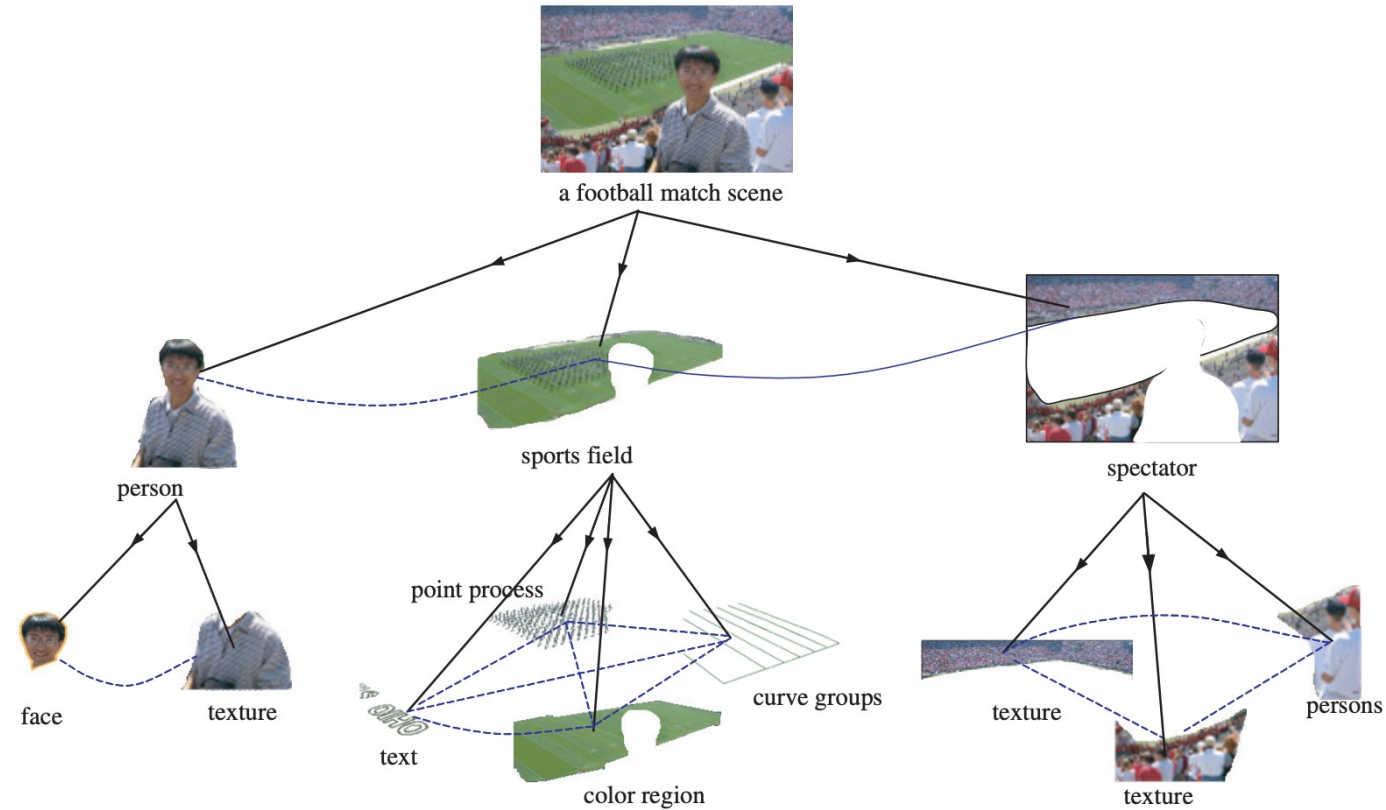 a football match scene
sports field
spectator
person
point process
curve groups
face
texture
text
OHIO
color region
texture
persons
texture